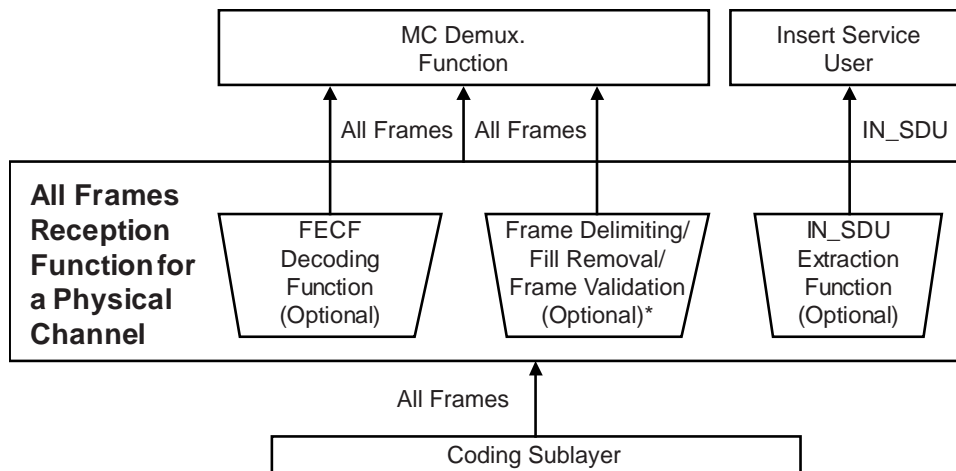 MC Demux.
Function
Insert Service
User
All Frames
All Frames
IN_SDU
All Frames
Reception
Function for
a Physical
Channel
FECF
Decoding
Function
(Optional)
Frame Delimiting/
Fill Removal/
Frame Validation
(Optional)*
IN_SDU
Extraction
Function
(Optional)
All Frames
Coding Sublayer